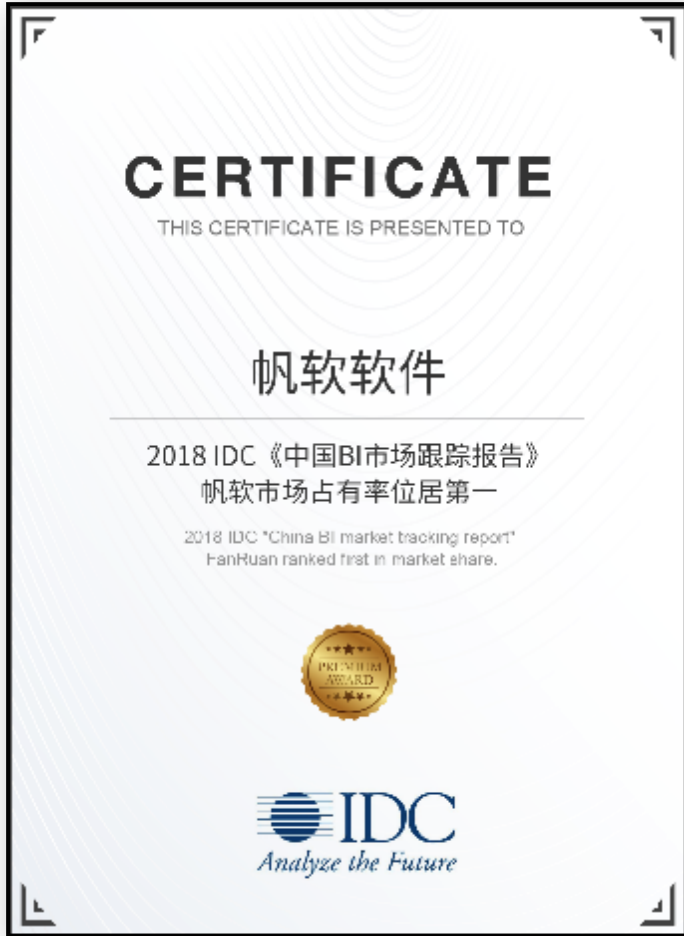 CERTIFICATE
THIS CERTIFICATE IS PRESENTED TO
帆软软件
2018 IDC《中国BI市场跟踪报告》
帆软市场占有率位居第一
2018 IDC "China BI market tracking report"
FanRuan ranked first in market share.
PREMIUM
AWARD
IDC
Analyze the Future